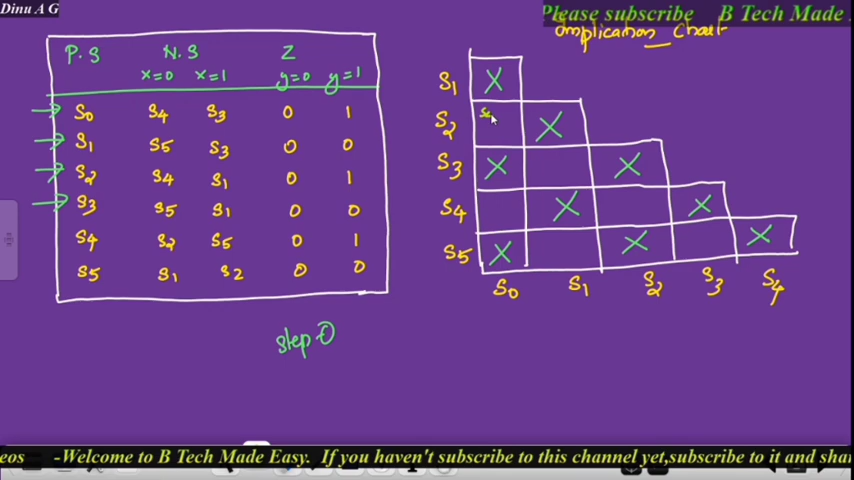 Dinu A G
Please subscribe B Tech Made
Implication Chart
P.S N.S Z
x=0 x=1 y=0 y=1
S0 S4 S3 0 1
S1 S5 S3 0 0
S2 S4 S1 0 1
S3 S5 S1 0 0
S4 S2 S5 0 1
S5 S1 S2 0 0
step-0
S1 X
S2 X
S3 X X
S4 X X
S5 X X X
S0 S1 S2 S3 S4
eos -Welcome to B Tech Made Easy. If you haven't subscribe to this channel yet,subscribe to it and shar